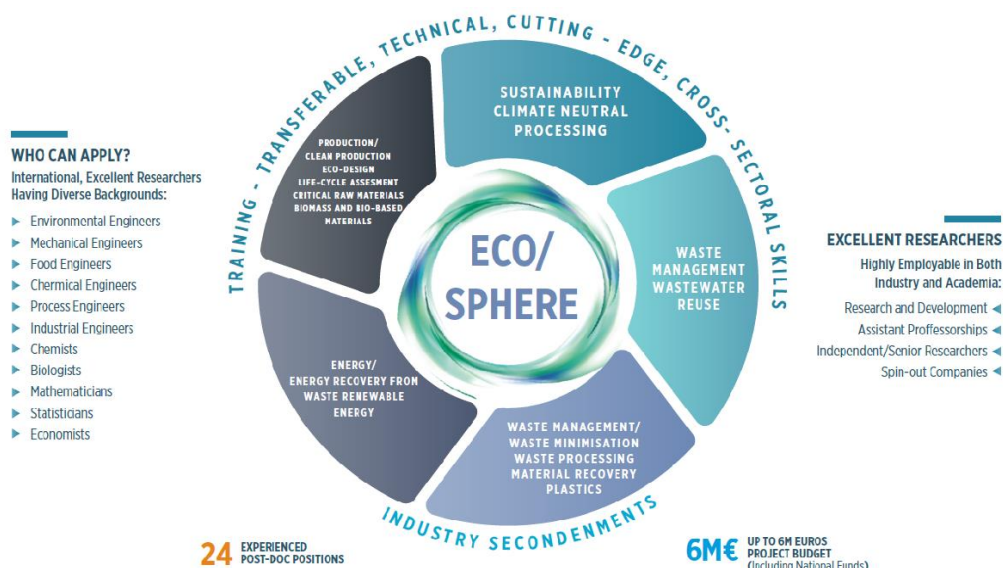 TRAINING - TRANSFERABLE, TECHNICAL, CUTTING - EDGE, CROSS- SECTORAL SKILLS
WHO CAN APPLY?
International, Excellent Researchers
Having Diverse Backgrounds:
Environmental Engineers
Mechanical Engineers
Food Engineers
Chermical Engineers
Process Engineers
Industrial Engineers
Chemists
Biologists
Mathematicians
Statisticians
Economists
PRODUCTION/
CLEAN PRODUCTION
ECO-DESIGN
LIFE-CYCLE ASSESMENT
CRITICAL RAW MATERIALS
BIOMASS AND BIO-BASED
MATERIALS
SUSTAINABILITY
CLIMATE NEUTRAL
PROCESSING
ECO/
SPHERE
WASTE
MANAGEMENT
WASTEWATER
REUSE
ENERGY/
ENERGY RECOVERY FROM
WASTE RENEWABLE
ENERGY
WASTE MANAGEMENT/
WASTE MINIMISATION
WASTE PROCESSING
MATERIAL RECOVERY
PLASTICS
INDUSTRY SECONDENMENTS
EXCELLENT RESEARCHERS
Highly Employable in Both
Industry and Academia:
Research and Development
Assistant Proffessorships
Independent/Senior Researchers
Spin-out Companies
24 EXPERIENCED
POST-DOC POSITIONS
6M€ UP TO 6M EUROS
PROJECT BUDGET
(Including National Funds)